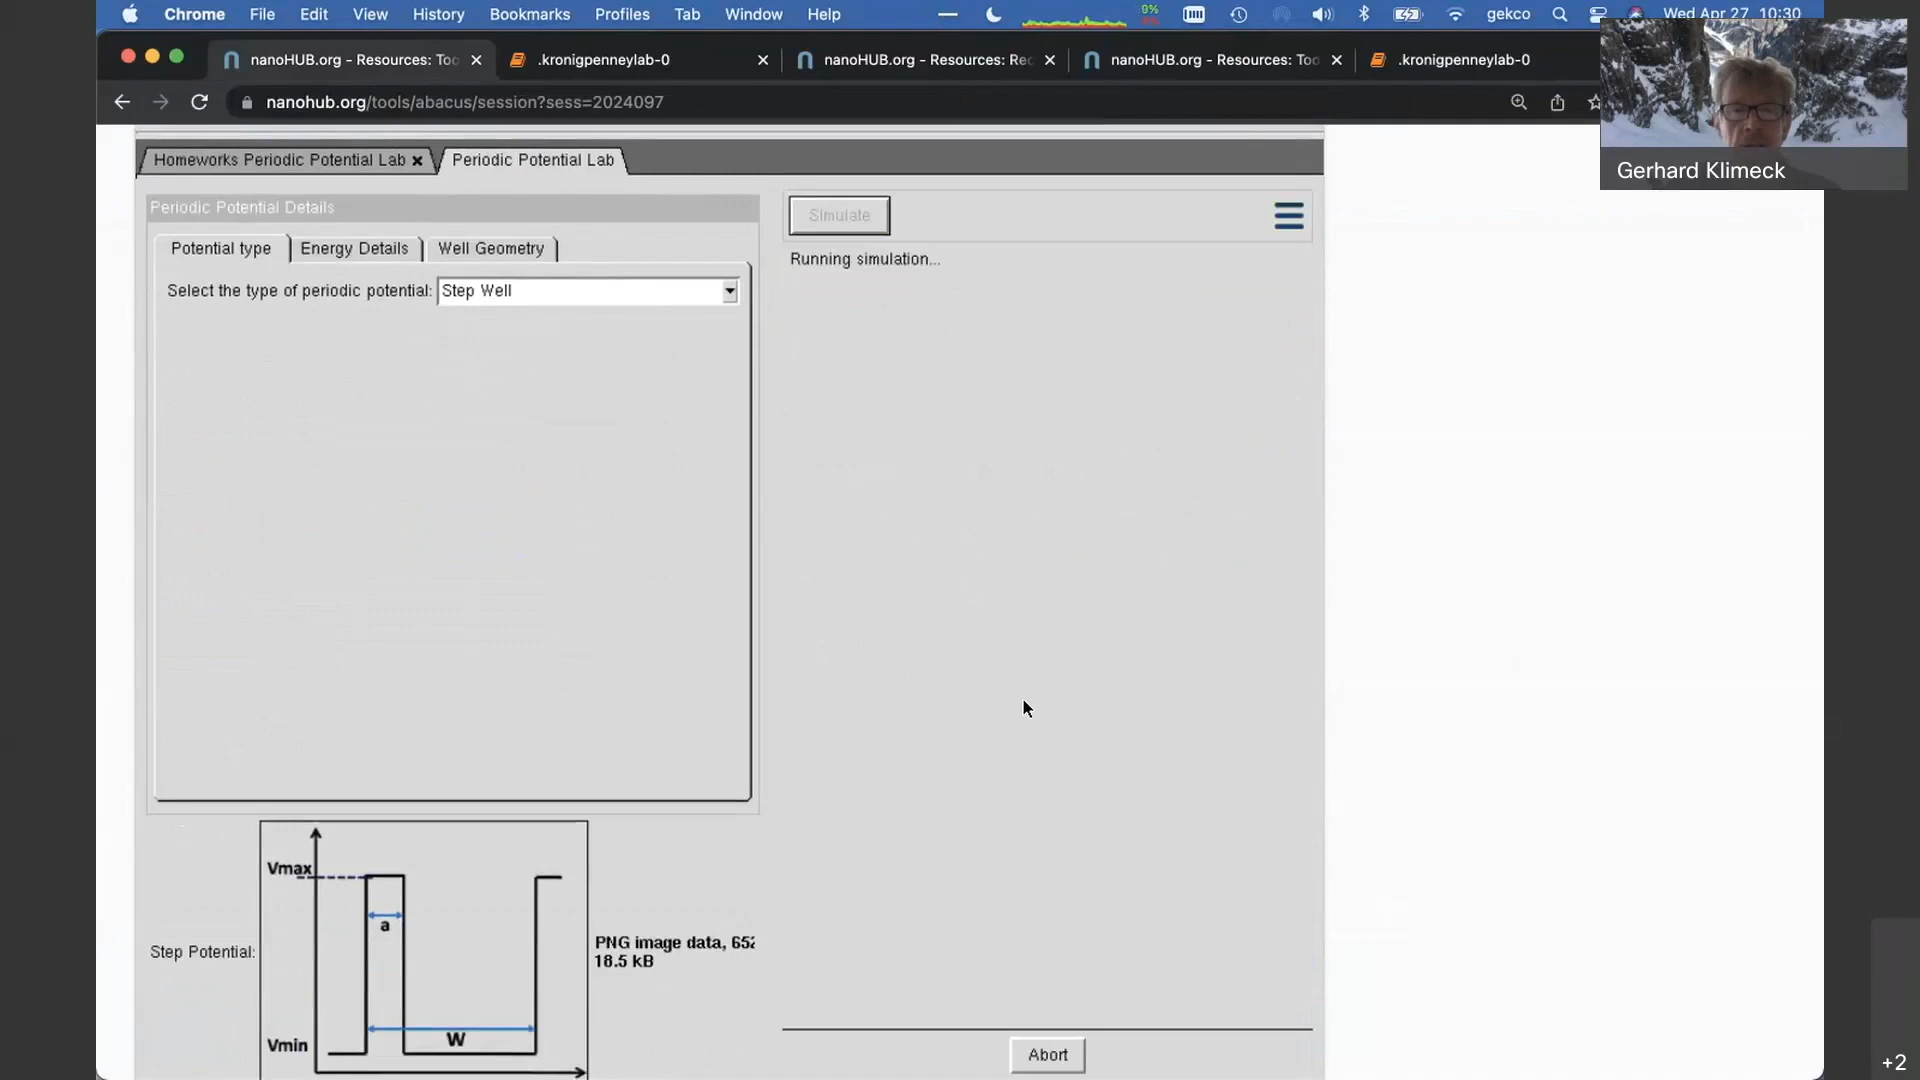 Chrome File Edit View History Bookmarks Profiles Tab Window Help 9% gekco Wed Apr 27, 10:30
nanoHUB.org - Resources: Too .kronigpenneylab-0 nanoHUB.org - Resources: Rec nanoHUB.org - Resources: Too .kronigpenneylab-0
nanohub.org/tools/abacus/session?sess=2024097
Gerhard Klimeck
Homeworks Periodic Potential Lab Periodic Potential Lab
Periodic Potential Details
Simulate
Potential type Energy Details Well Geometry
Running simulation...
Select the type of periodic potential: Step Well
Vmax
a
Step Potential:
PNG image data, 652
18.5 kB
W
Vmin
Abort
+2